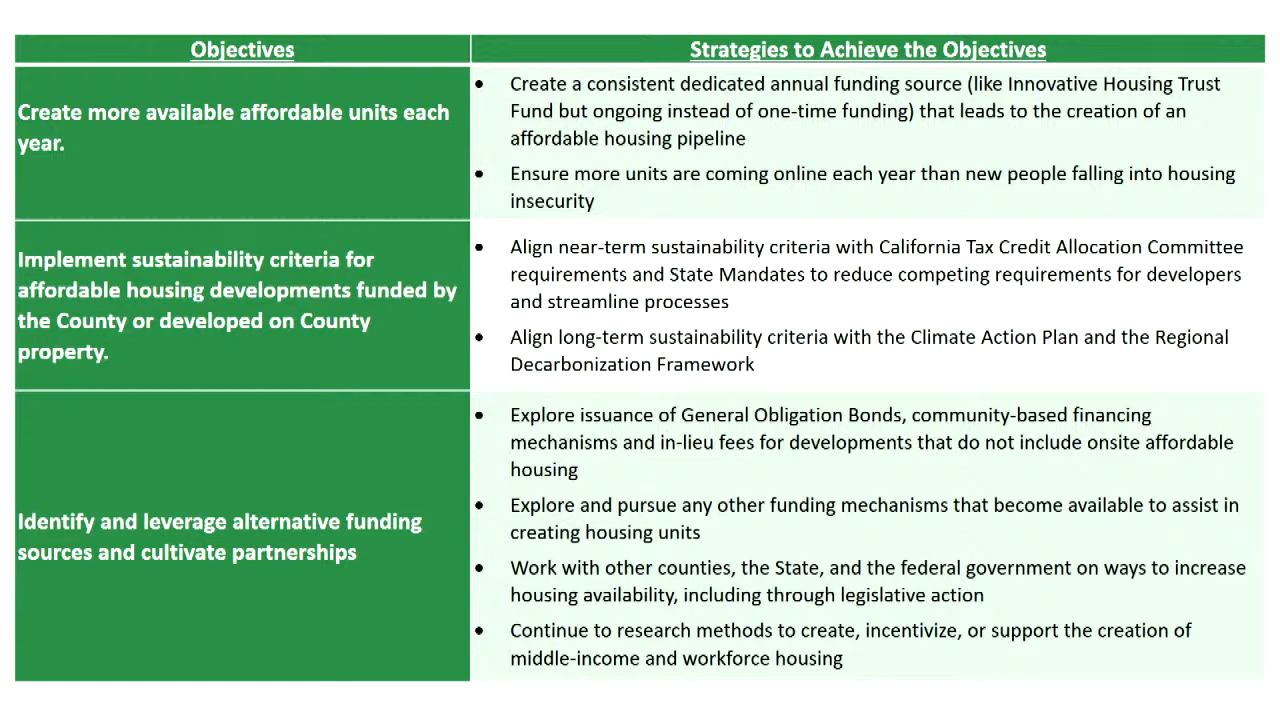 Objectives
Strategies to Achieve the Objectives
Create more available affordable units each
year.
• Create a consistent dedicated annual funding source (like Innovative Housing Trust
Fund but ongoing instead of one-time funding) that leads to the creation of an
affordable housing pipeline
• Ensure more units are coming online each year than new people falling into housing
insecurity
Implement sustainability criteria for
affordable housing developments funded by
the County or developed on County
property.
• Align near-term sustainability criteria with California Tax Credit Allocation Committee
requirements and State Mandates to reduce competing requirements for developers
and streamline processes
• Align long-term sustainability criteria with the Climate Action Plan and the Regional
Decarbonization Framework
Identify and leverage alternative funding
sources and cultivate partnerships
• Explore issuance of General Obligation Bonds, community-based financing
mechanisms and in-lieu fees for developments that do not include onsite affordable
housing
• Explore and pursue any other funding mechanisms that become available to assist in
creating housing units
• Work with other counties, the State, and the federal government on ways to increase
housing availability, including through legislative action
• Continue to research methods to create, incentivize, or support the creation of
middle-income and workforce housing